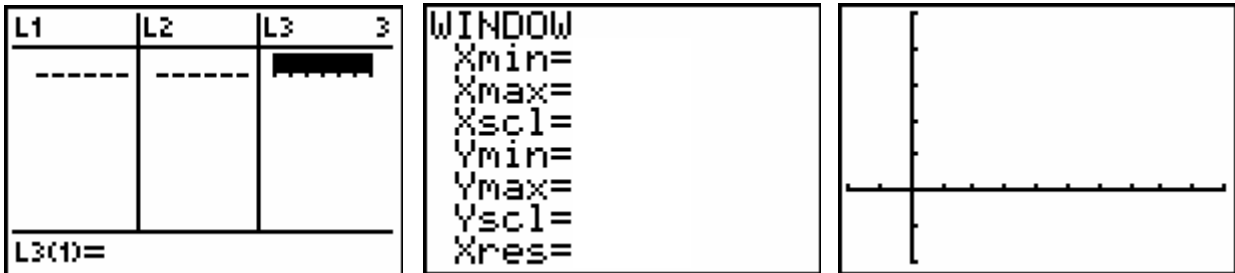 L1 L2 L3 3
------ ------
L3(1)=
WINDOW
Xmin=
Xmax=
Xscl=
Ymin=
Ymax=
Yscl=
Xres=